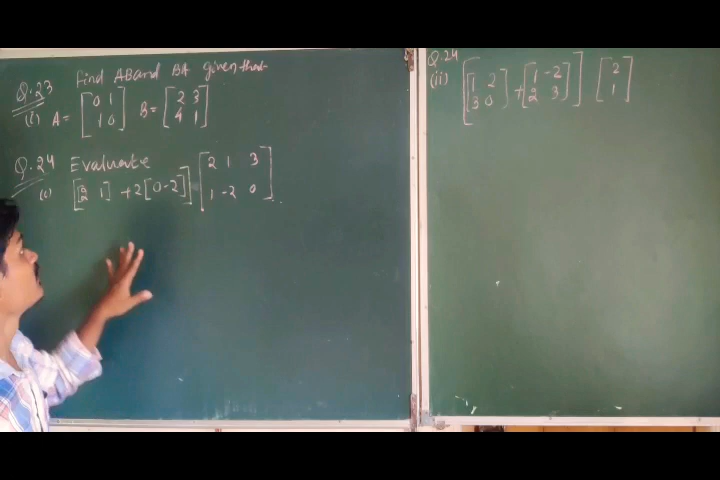 Q.23 Find AB and BA given that
(i) A = [0 1 B = [2 3
1 0] 4 1]
Q.24 Evaluate
(i) [[2 1] + 2[0 -2]] [2 1 3
1 -2 0]
Q.24
(ii) [[1 2 + [1 -2 [2
3 0] 2 3]] 1]